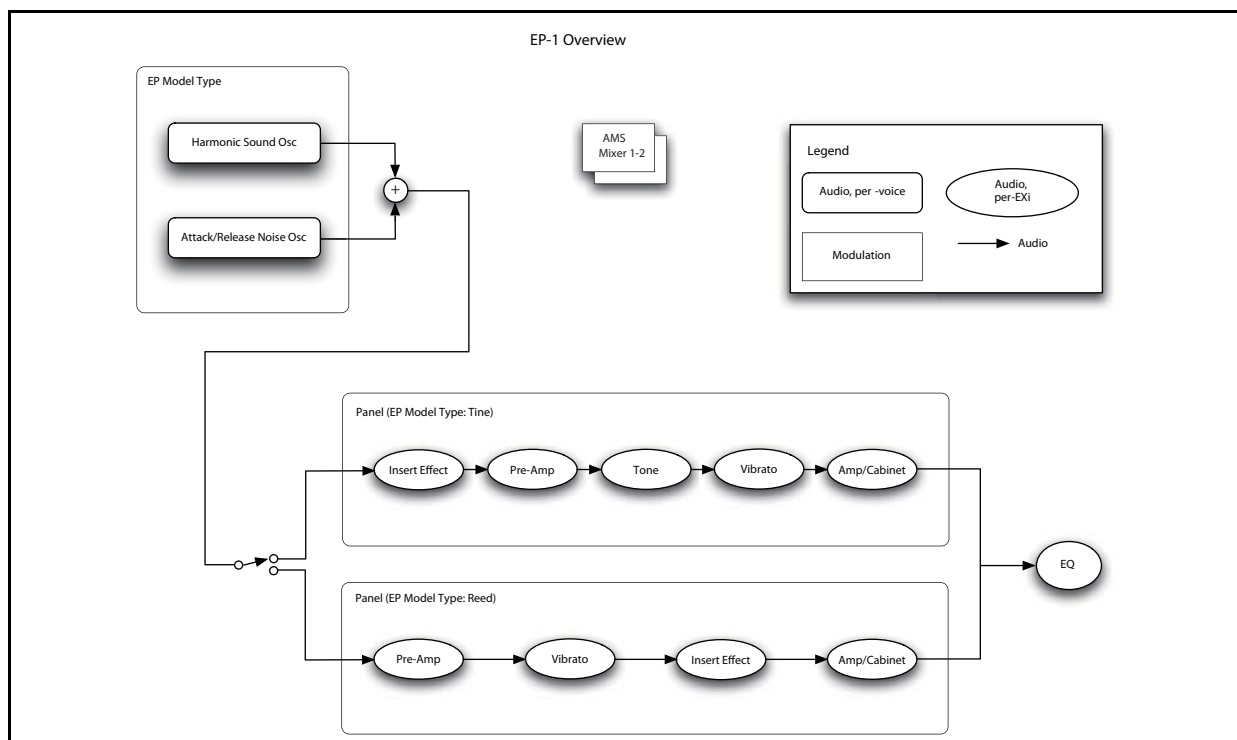 EP-1 Overview
EP Model Type
Harmonic Sound Osc
+
Attack/Release Noise Osc
AMS
Mixer 1-2
Legend
Audio, per -voice
Audio,
per-EXi
Modulation
Audio
Panel (EP Model Type: Tine)
Insert Effect
Pre-Amp
Tone
Vibrato
Amp/Cabinet
EQ
Panel (EP Model Type: Reed)
Pre-Amp
Vibrato
Insert Effect
Amp/Cabinet